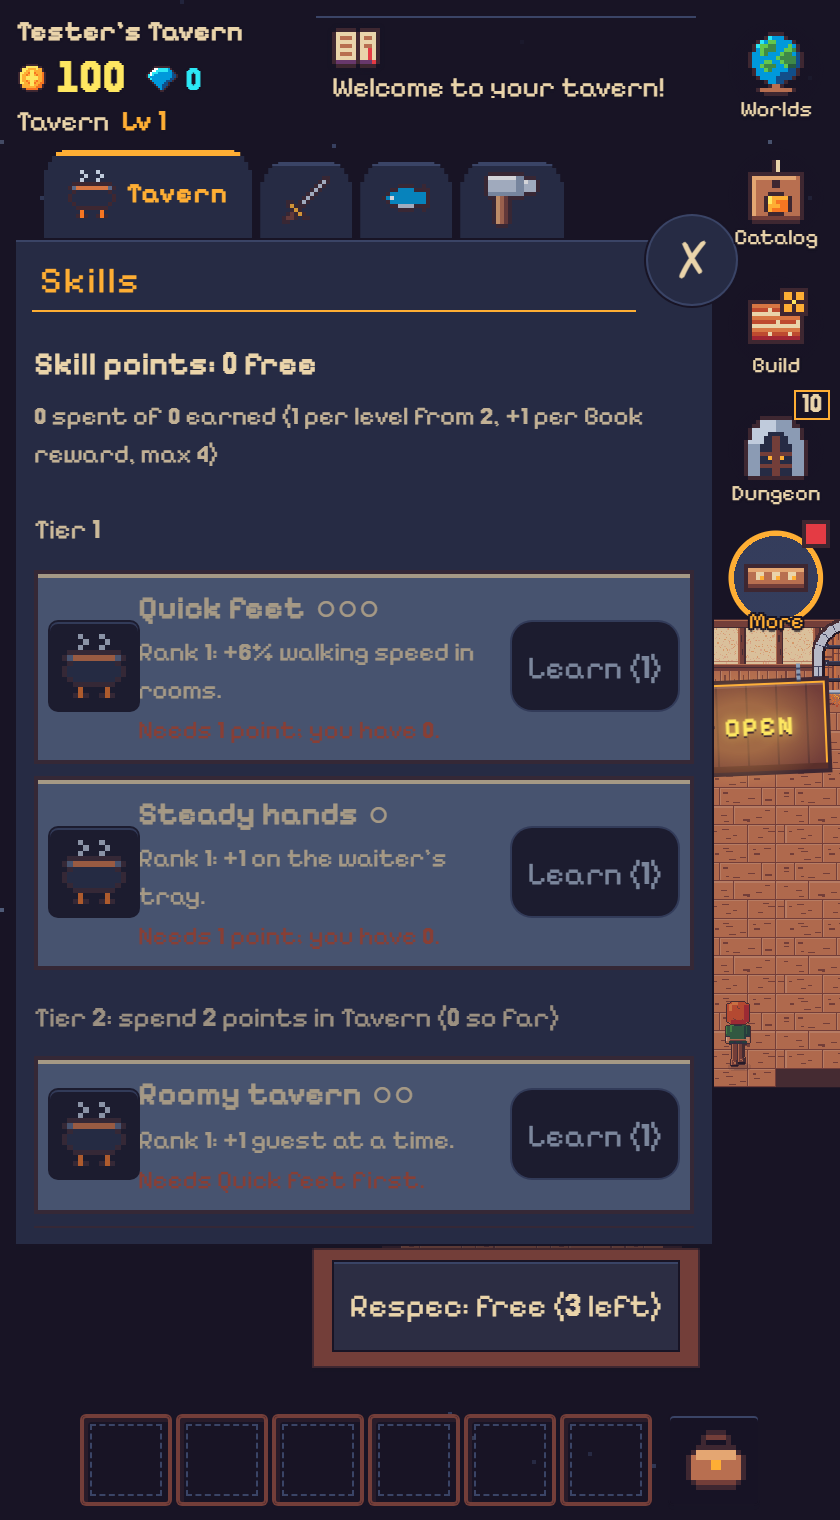 Tester's Tavern
100 0
Tavern Lv 1
Welcome to your tavern!
Worlds
Tavern
Catalog
Skills
X
Build
Skill points: 0 free
0 spent of 0 earned (1 per level from 2, +1 per Book
reward, max 4)
10
Dungeon
Tier 1
More
Quick feet
Rank 1: +6% walking speed in
rooms.
Needs 1 point: you have 0.
Learn (1)
OPEN
Steady hands
Rank 1: +1 on the waiter's
tray.
Needs 1 point: you have 0.
Learn (1)
Tier 2: spend 2 points in Tavern (0 so far)
Roomy tavern
Rank 1: +1 guest at a time.
Needs Quick feet first.
Learn (1)
Respec: free (3 left)